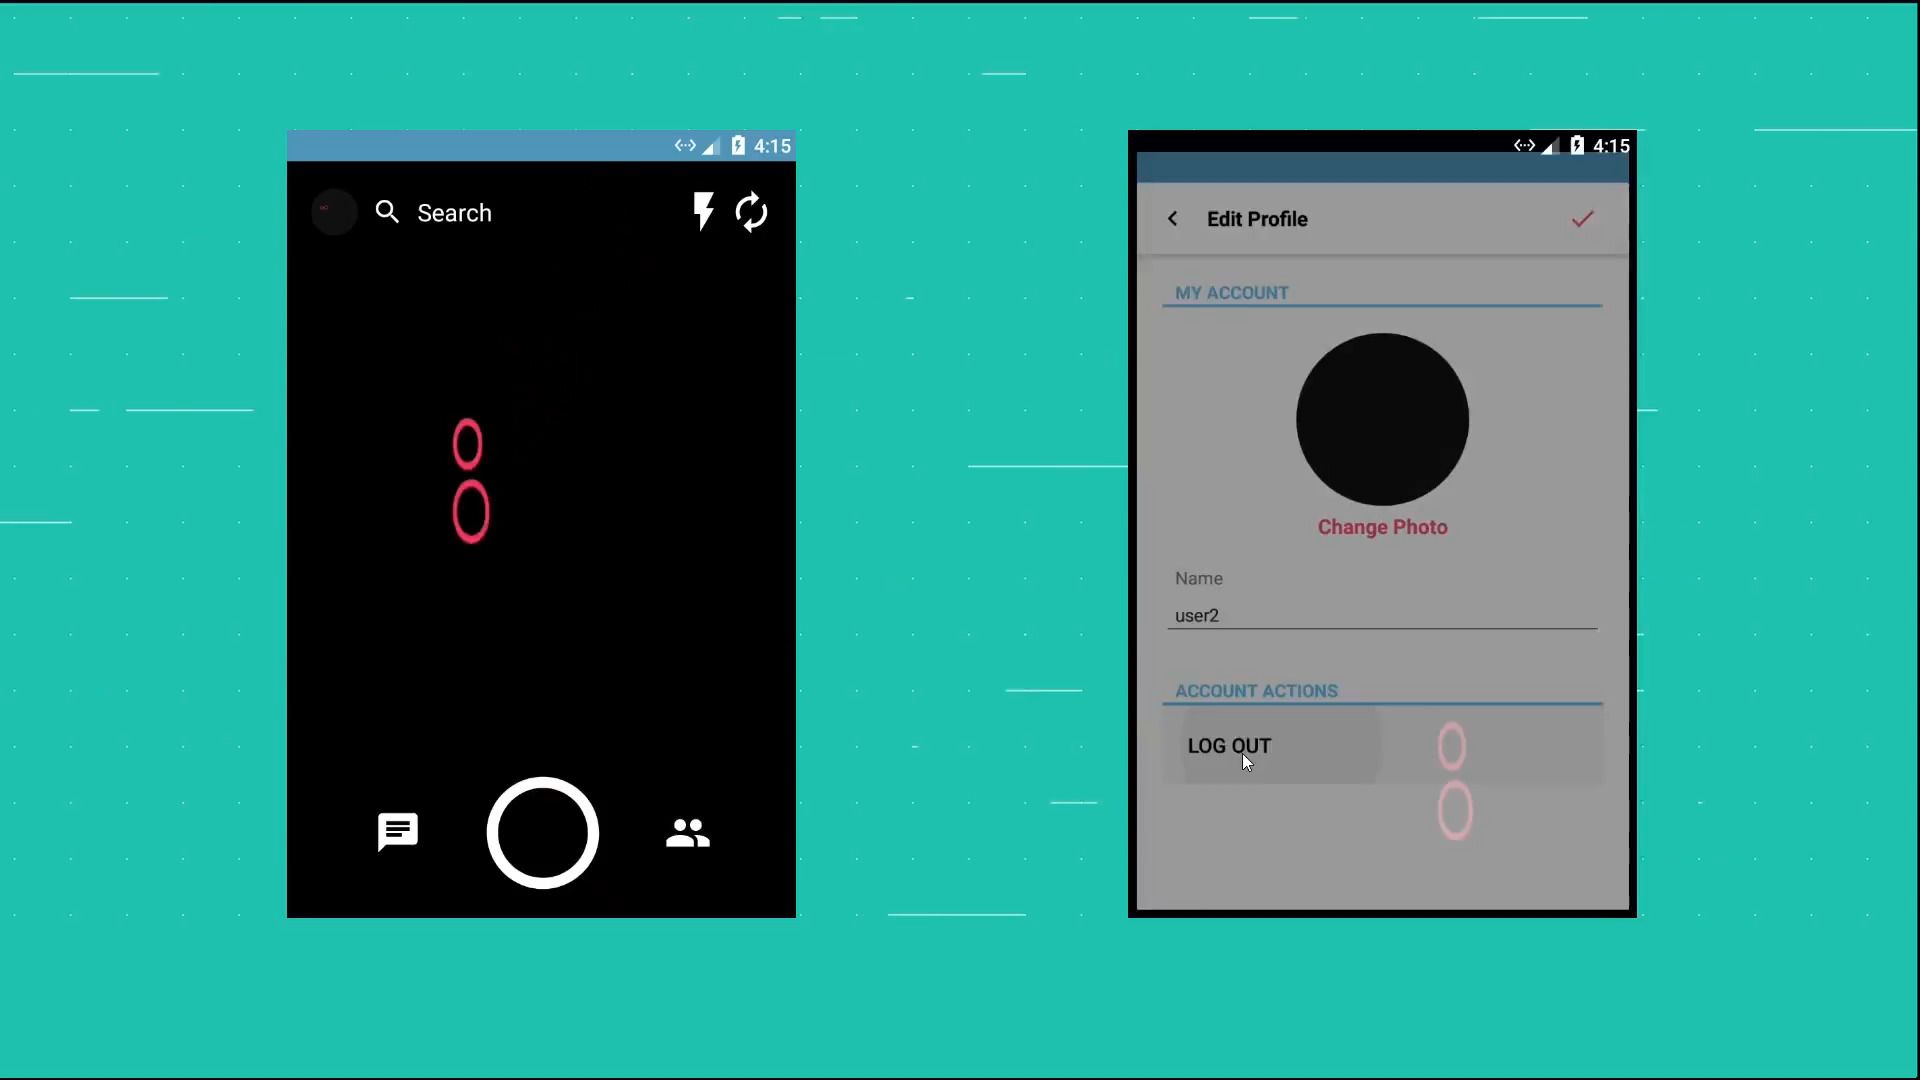 4:15
Search
4:15
Edit Profile
MY ACCOUNT
Change Photo
Name
user2
ACCOUNT ACTIONS
LOG OUT